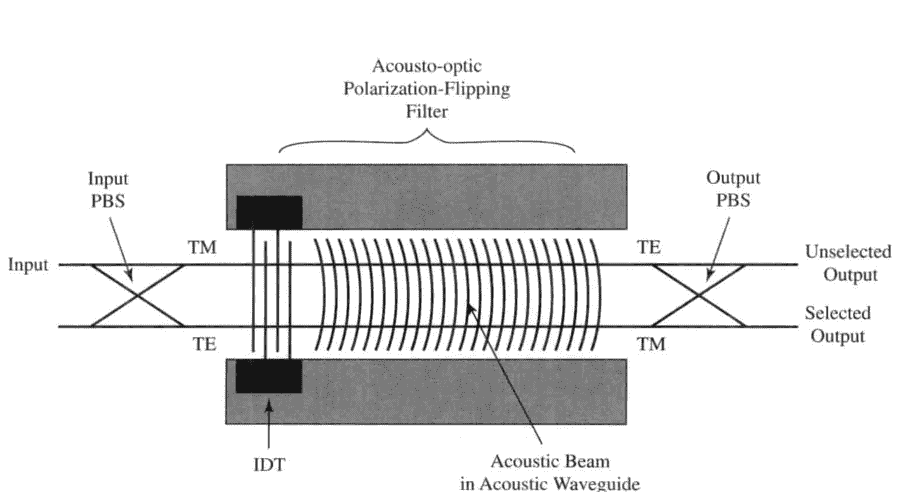 Acousto-optic
Polarization-Flipping
Filter
Input
PBS
Output
PBS
TM
TE
Input
Unselected
Output
Selected
Output
TE
TM
IDT
Acoustic Beam
in Acoustic Waveguide